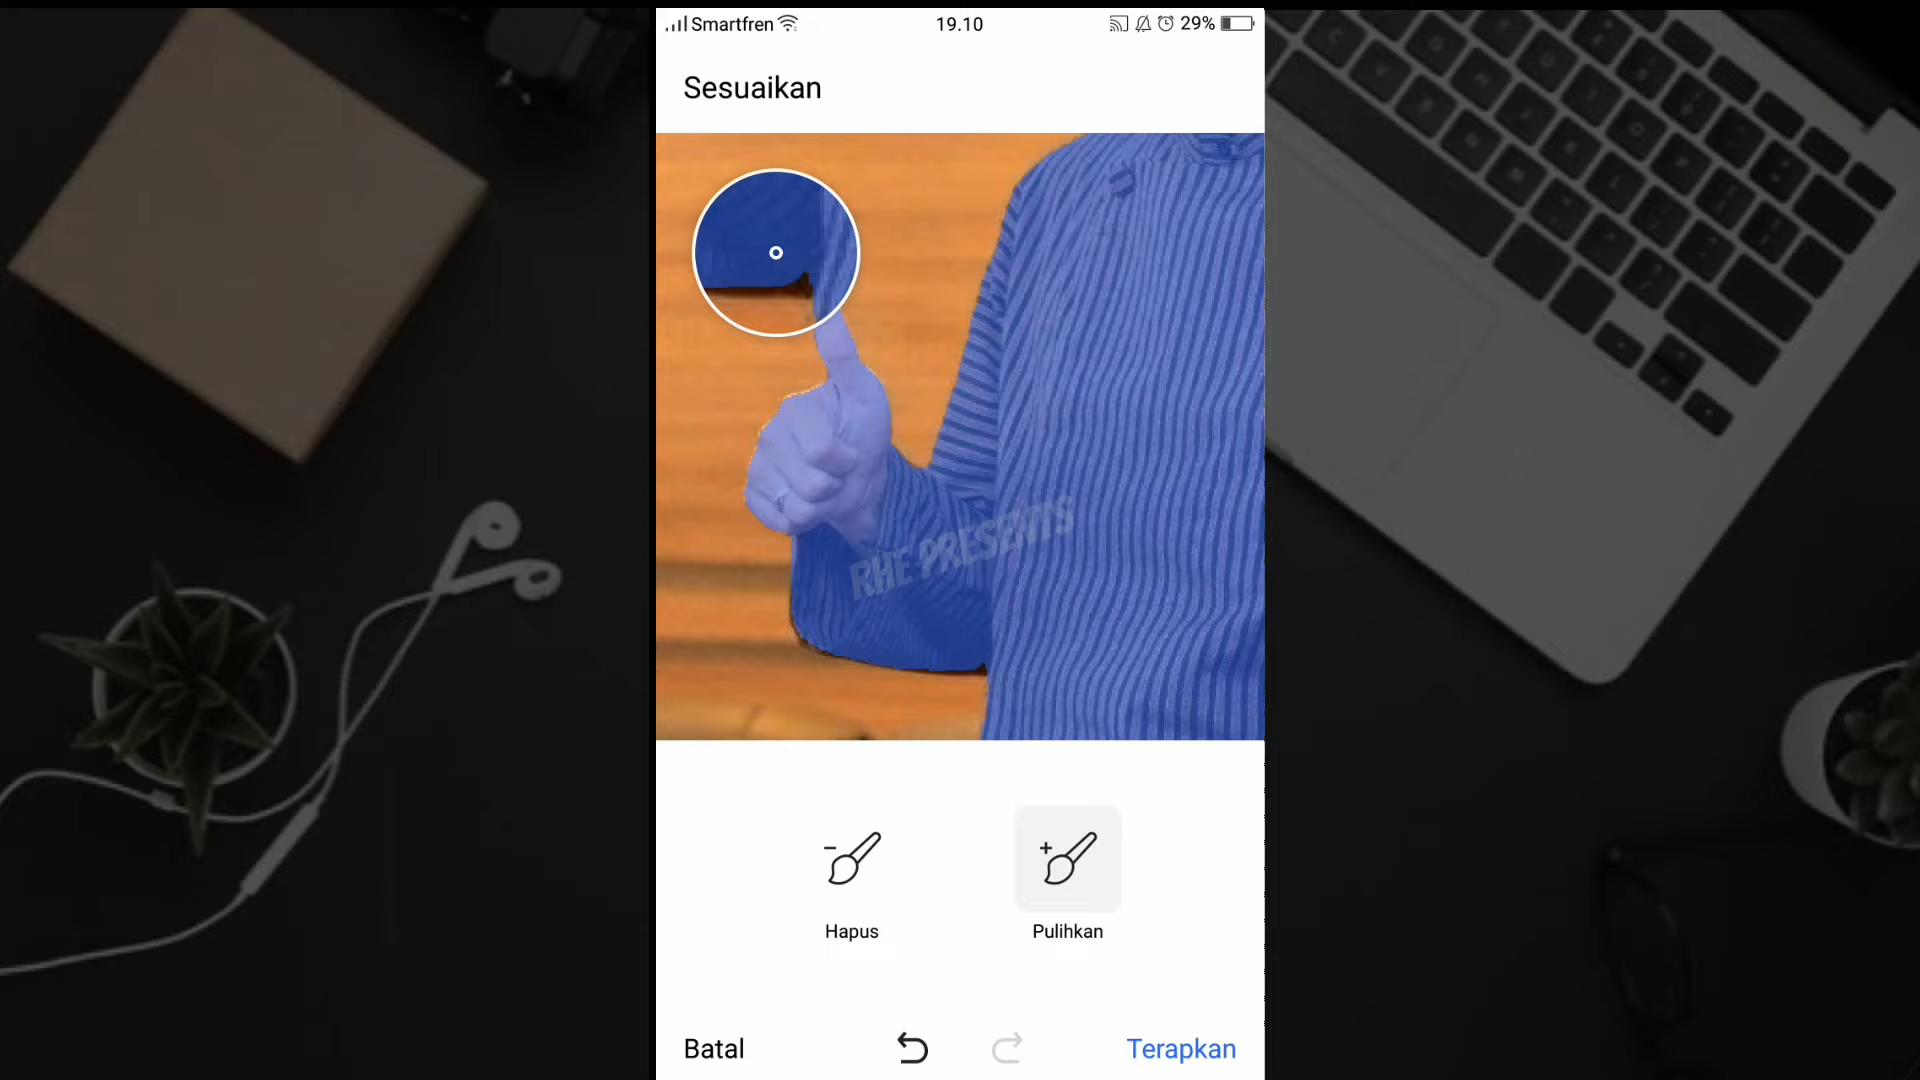 Smartfren 19.10 29%
Sesuaikan
RHE PRESENTS
Hapus Pulihkan
Batal Terapkan